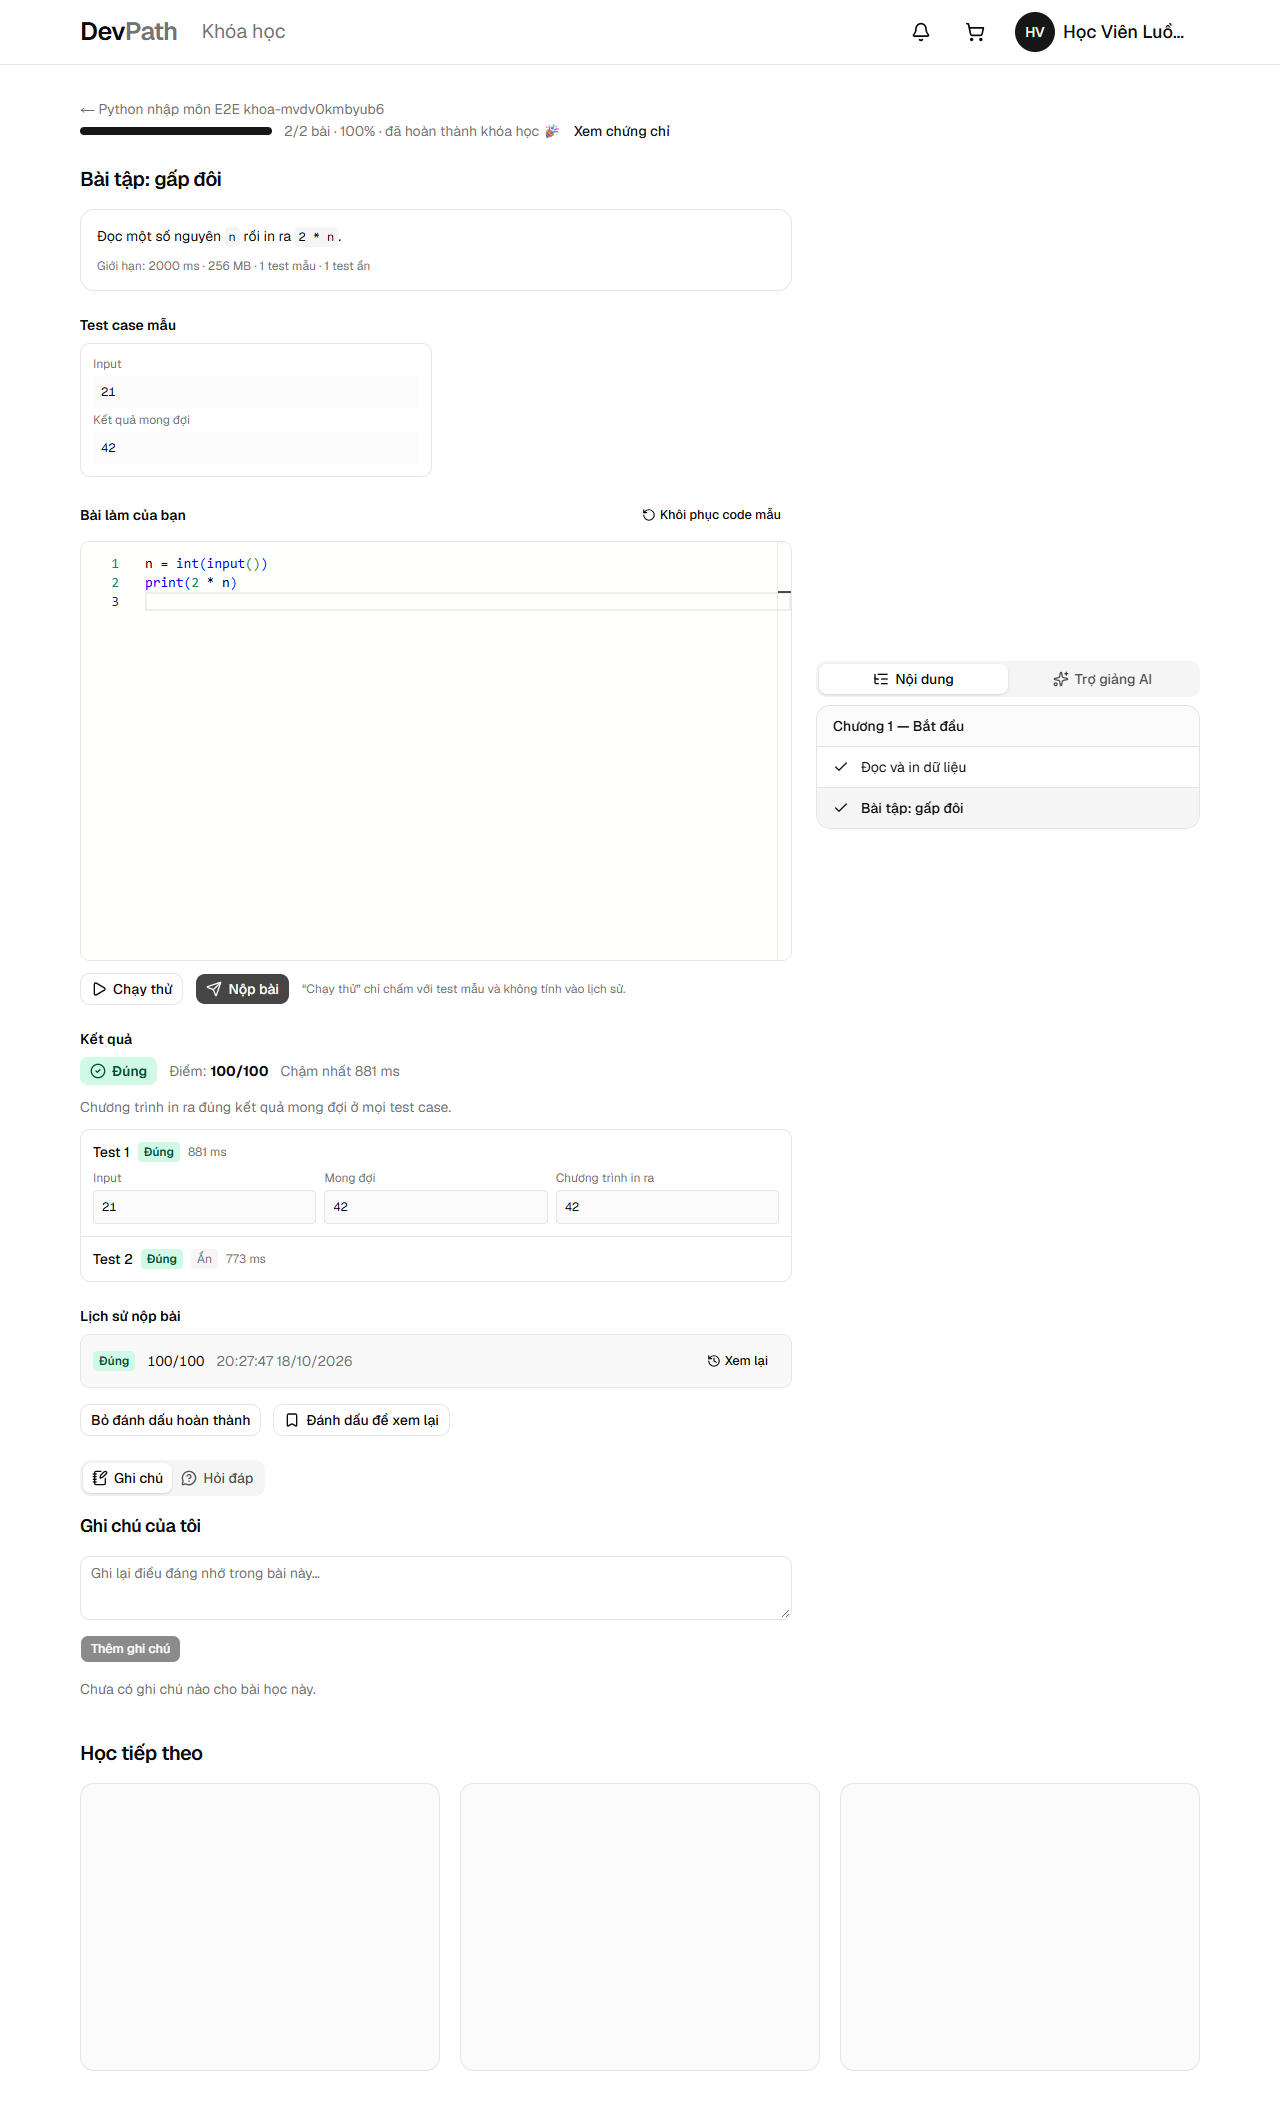 DevPath Khóa học
HV Học Viên Luồ...
← Python nhập môn E2E khoa-mvdv0kmbyub6
2/2 bài · 100% · đã hoàn thành khóa học 🎉 Xem chứng chỉ
Bài tập: gấp đôi
Đọc một số nguyên n rồi in ra 2 * n.
Giới hạn: 2000 ms · 256 MB · 1 test mẫu · 1 test ẩn
Test case mẫu
Input
21
Kết quả mong đợi
42
Bài làm của bạn
Khôi phục code mẫu
1 n = int(input())
2 print(2 * n)
3
“Chạy thử” chỉ chấm với test mẫu và không tính vào lịch sử.
Chạy thử
Nộp bài
Kết quả
Đúng Điểm: 100/100 Chậm nhất 881 ms
Chương trình in ra đúng kết quả mong đợi ở mọi test case.
Test 1 Đúng 881 ms
Input Mong đợi Chương trình in ra
21 42 42
Test 2 Đúng Ẩn 773 ms
Lịch sử nộp bài
Đúng 100/100 20:27:47 18/10/2026 Xem lại
Bỏ đánh dấu hoàn thành Đánh dấu để xem lại
Ghi chú Hỏi đáp
Ghi chú của tôi
Ghi lại điều đáng nhớ trong bài này...
Thêm ghi chú
Chưa có ghi chú nào cho bài học này.
Nội dung Trợ giảng AI
Chương 1 — Bắt đầu
Đọc và in dữ liệu
Bài tập: gấp đôi
Học tiếp theo